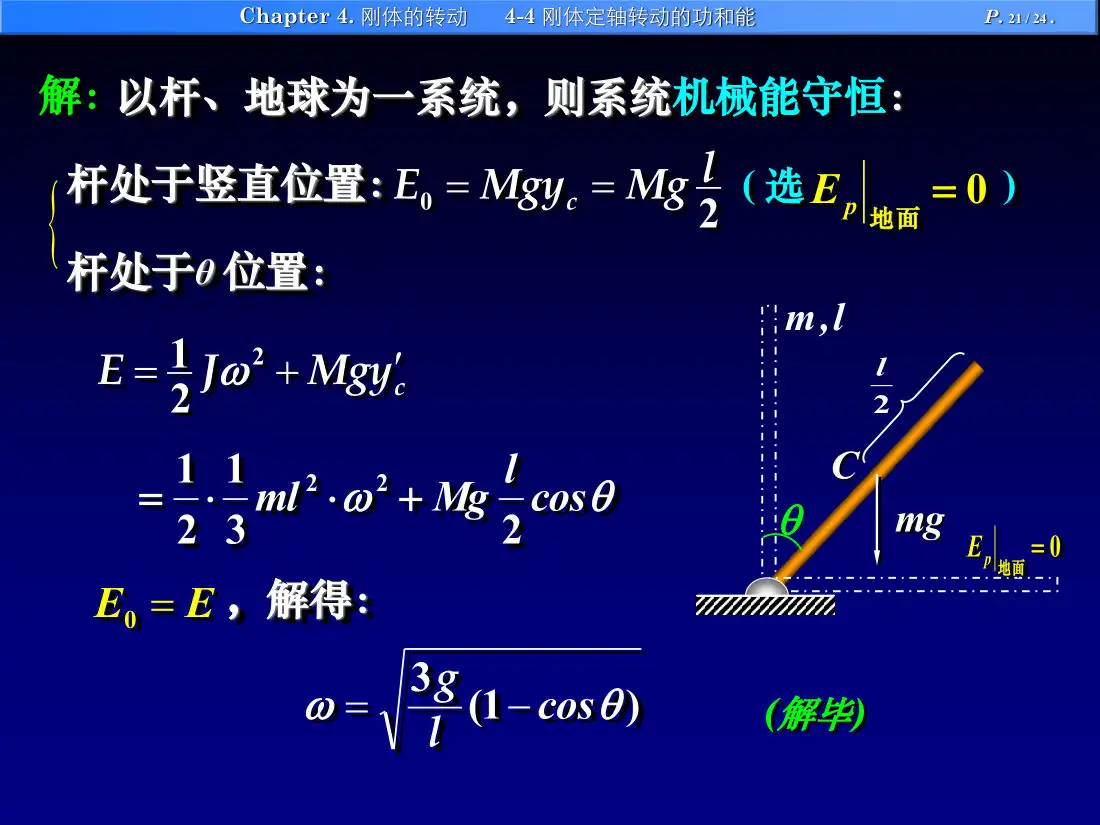 Chapter 4. 刚体的转动 4-4 刚体定轴转动的功和能 P. 21 / 24 .
解: 以杆、地球为一系统，则系统机械能守恒:
杆处于竖直位置: E₀ = Mgy_c = Mg l/2 ( 选 E_p|地面 = 0 )
杆处于θ 位置:
E = 1/2 Jω² + Mgy′_c
= 1/2 · 1/3 ml² · ω² + Mg l/2 cosθ
E₀ = E ，解得:
ω = √(3g/l (1 − cosθ))
(解毕)
m , l
l/2
C
θ
mg
E_p|地面 = 0